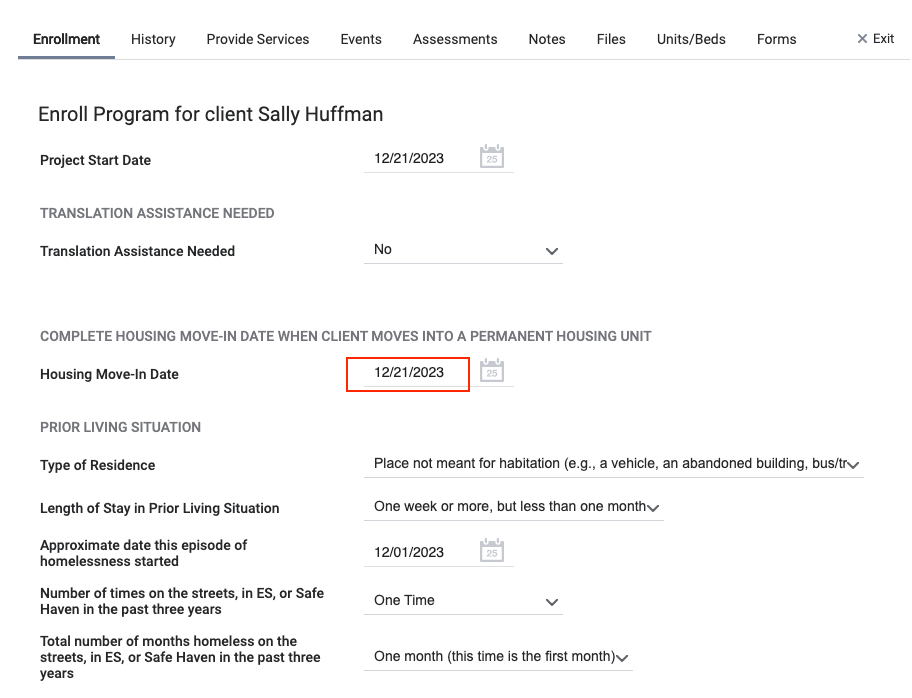 Enrollment History Provide Services Events Assessments Notes Files Units/Beds Forms × Exit
Enroll Program for client Sally Huffman
Project Start Date 12/21/2023 25
TRANSLATION ASSISTANCE NEEDED
Translation Assistance Needed No
COMPLETE HOUSING MOVE-IN DATE WHEN CLIENT MOVES INTO A PERMANENT HOUSING UNIT
Housing Move-In Date 12/21/2023 25
PRIOR LIVING SITUATION
Type of Residence Place not meant for habitation (e.g., a vehicle, an abandoned building, bus/tr
Length of Stay in Prior Living Situation One week or more, but less than one month
Approximate date this episode of
homelessness started 12/01/2023 25
Number of times on the streets, in ES, or Safe
Haven in the past three years One Time
Total number of months homeless on the
streets, in ES, or Safe Haven in the past three
years One month (this time is the first month)